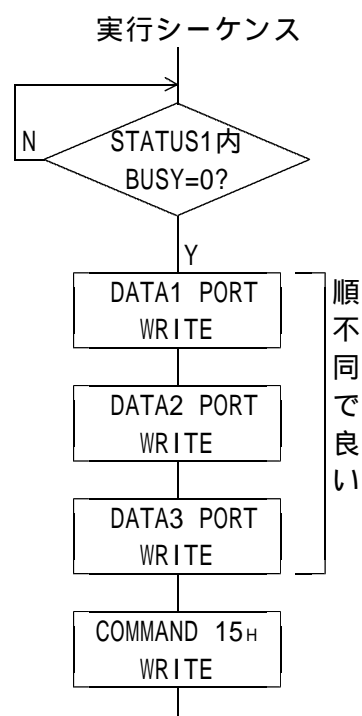 実行シーケンス
N
STATUS1内
BUSY=0?
Y
DATA1 PORT
WRITE
DATA2 PORT
WRITE
DATA3 PORT
WRITE
順不同で良い
COMMAND 15H
WRITE